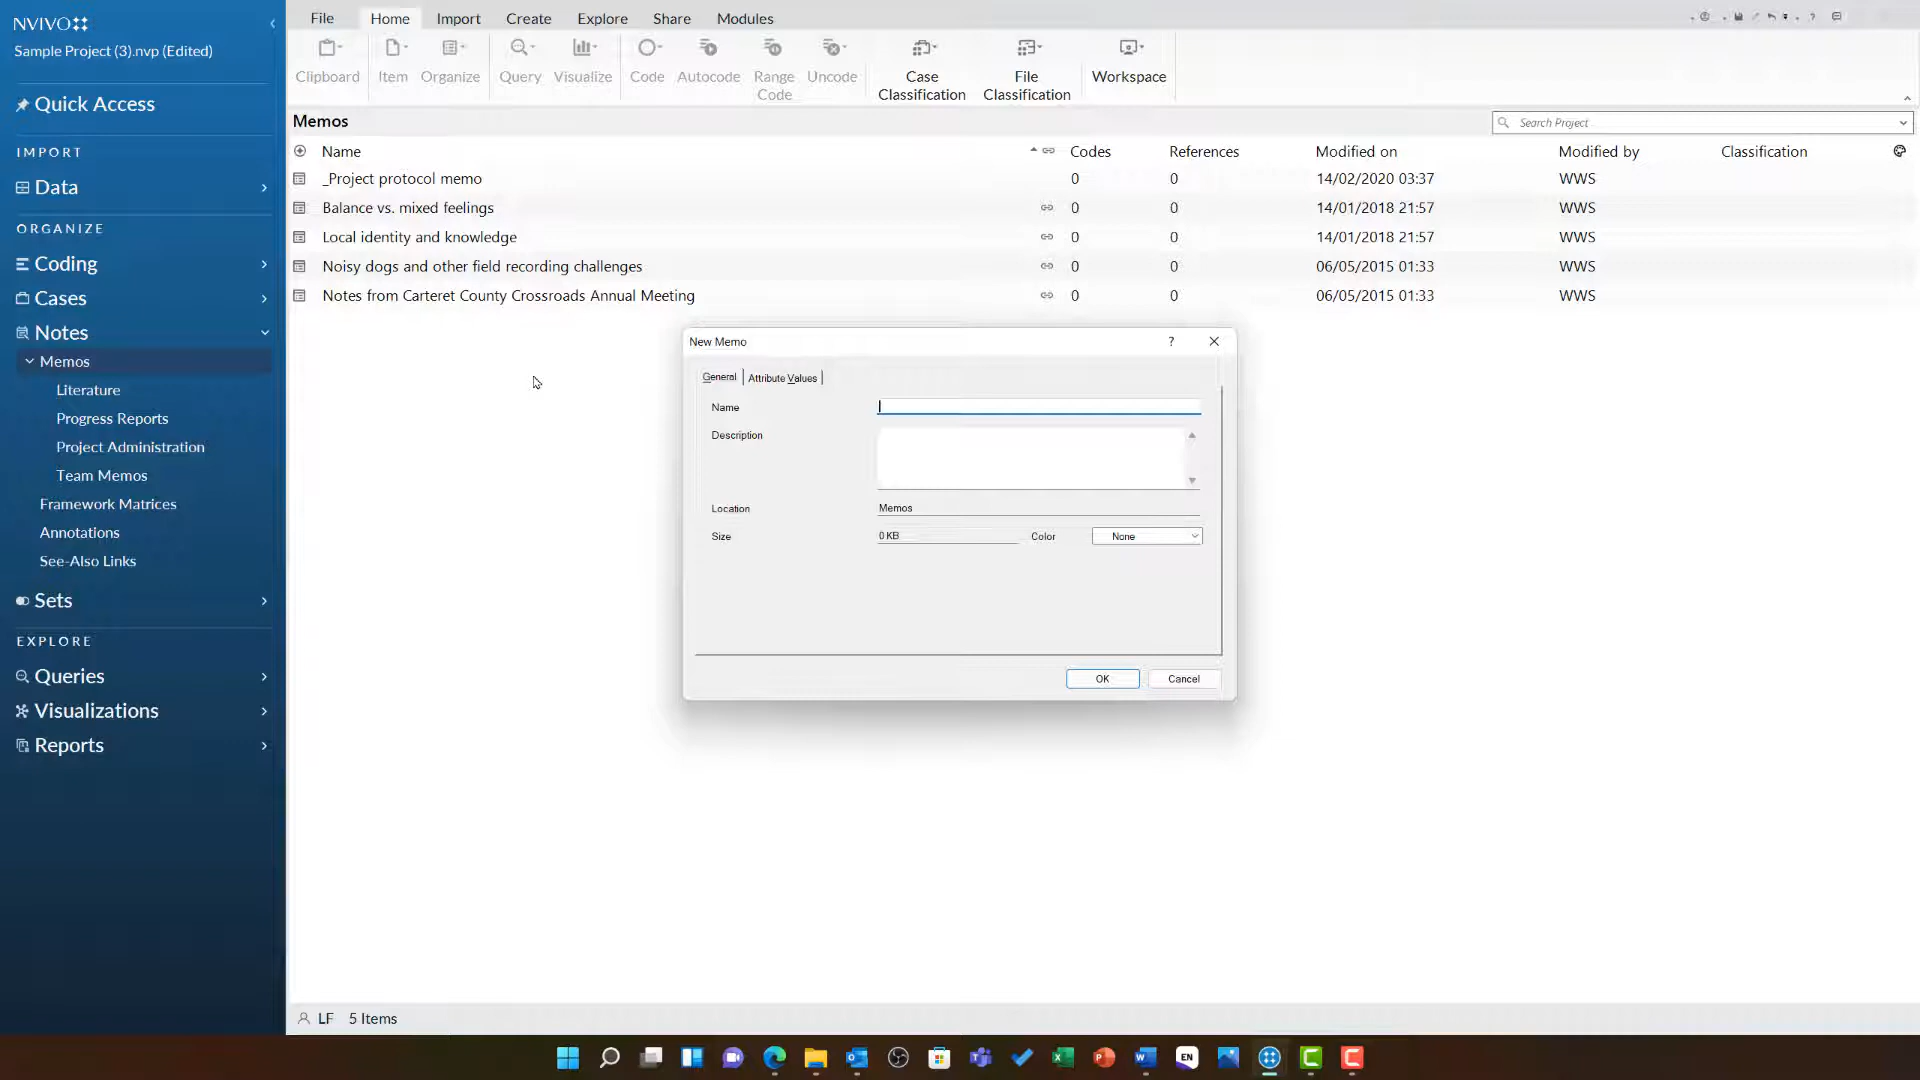 NVIVO
Sample Project (3).nvp (Edited)
Quick Access
IMPORT
Data
ORGANIZE
Coding
Cases
Notes
Memos
Literature
Progress Reports
Project Administration
Team Memos
Framework Matrices
Annotations
See-Also Links
Sets
EXPLORE
Queries
Visualizations
Reports
File Home Import Create Explore Share Modules
Clipboard Item Organize Query Visualize Code Autocode Range Code Uncode Case Classification File Classification Workspace
Memos Search Project
Name Codes References Modified on Modified by Classification
_Project protocol memo 0 0 14/02/2020 03:37 WWS
Balance vs. mixed feelings 0 0 14/01/2018 21:57 WWS
Local identity and knowledge 0 0 14/01/2018 21:57 WWS
Noisy dogs and other field recording challenges 0 0 06/05/2015 01:33 WWS
Notes from Carteret County Crossroads Annual Meeting 0 0 06/05/2015 01:33 WWS
New Memo ?
General Attribute Values
Name
Description
Location Memos
Size 0 KB Color None
OK Cancel
LF 5 Items
EN